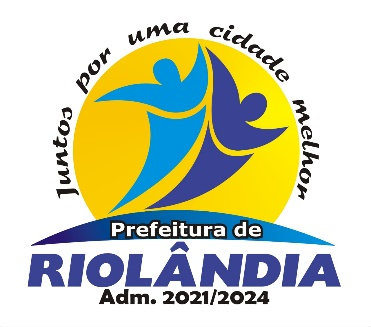 Juntos por uma cidade melhor
Prefeitura de
RIOLÂNDIA
Adm. 2021/2024